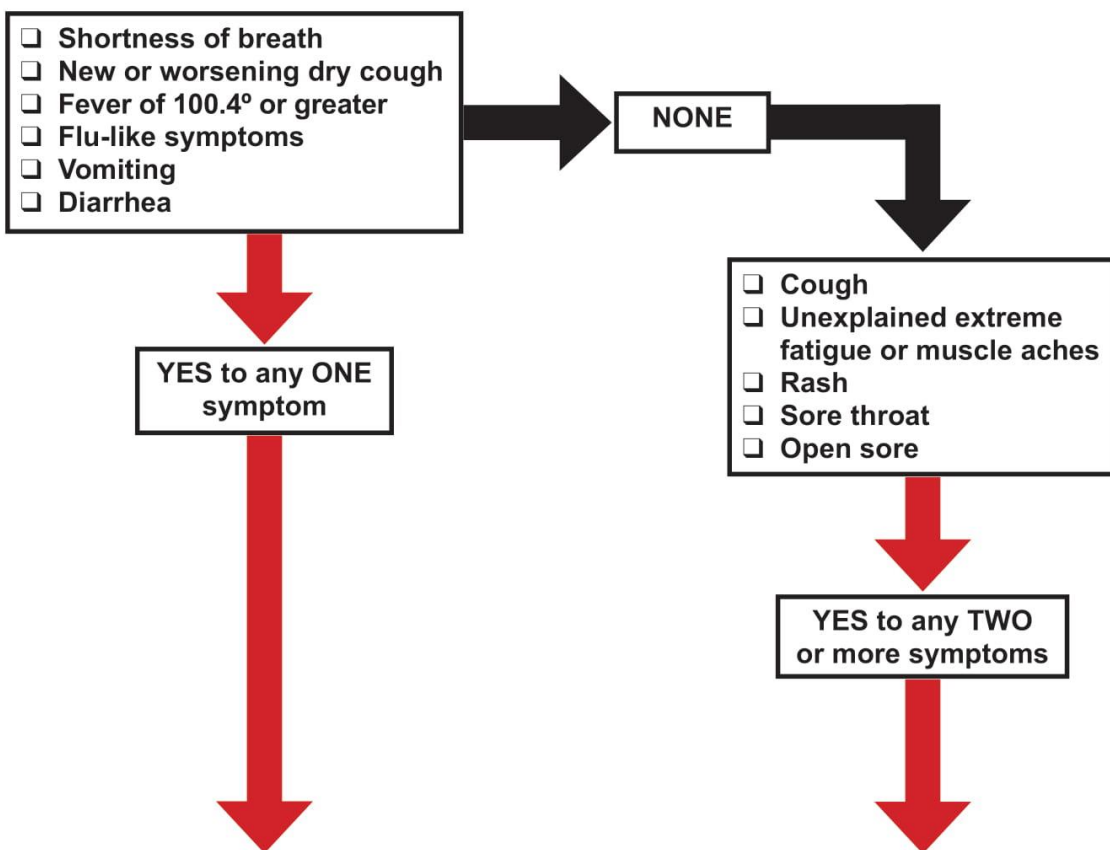 ❑ Shortness of breath
❑ New or worsening dry cough
❑ Fever of 100.4º or greater
❑ Flu-like symptoms
❑ Vomiting
❑ Diarrhea
NONE
❑ Cough
❑ Unexplained extreme
fatigue or muscle aches
❑ Rash
❑ Sore throat
❑ Open sore
YES to any ONE
symptom
YES to any TWO
or more symptoms